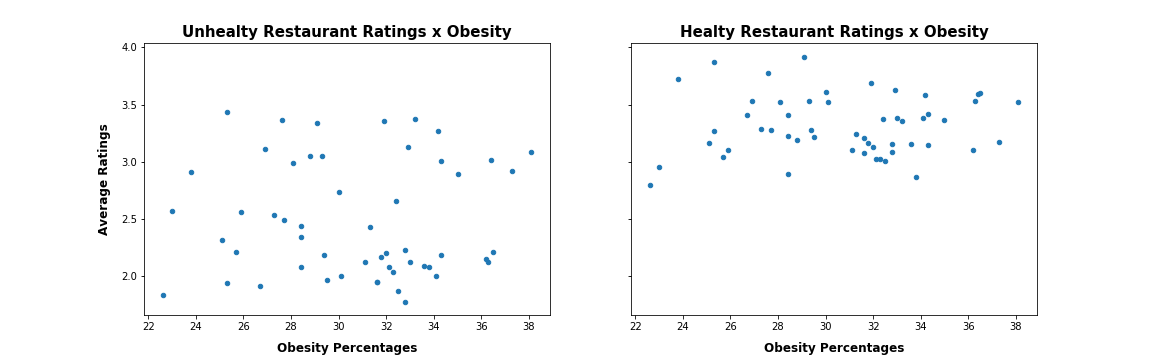 Unhealty Restaurant Ratings x Obesity
4.0
3.5
3.0
2.5
2.0
Average Ratings
22 24 26 28 30 32 34 36 38
Obesity Percentages
Healty Restaurant Ratings x Obesity
22 24 26 28 30 32 34 36 38
Obesity Percentages